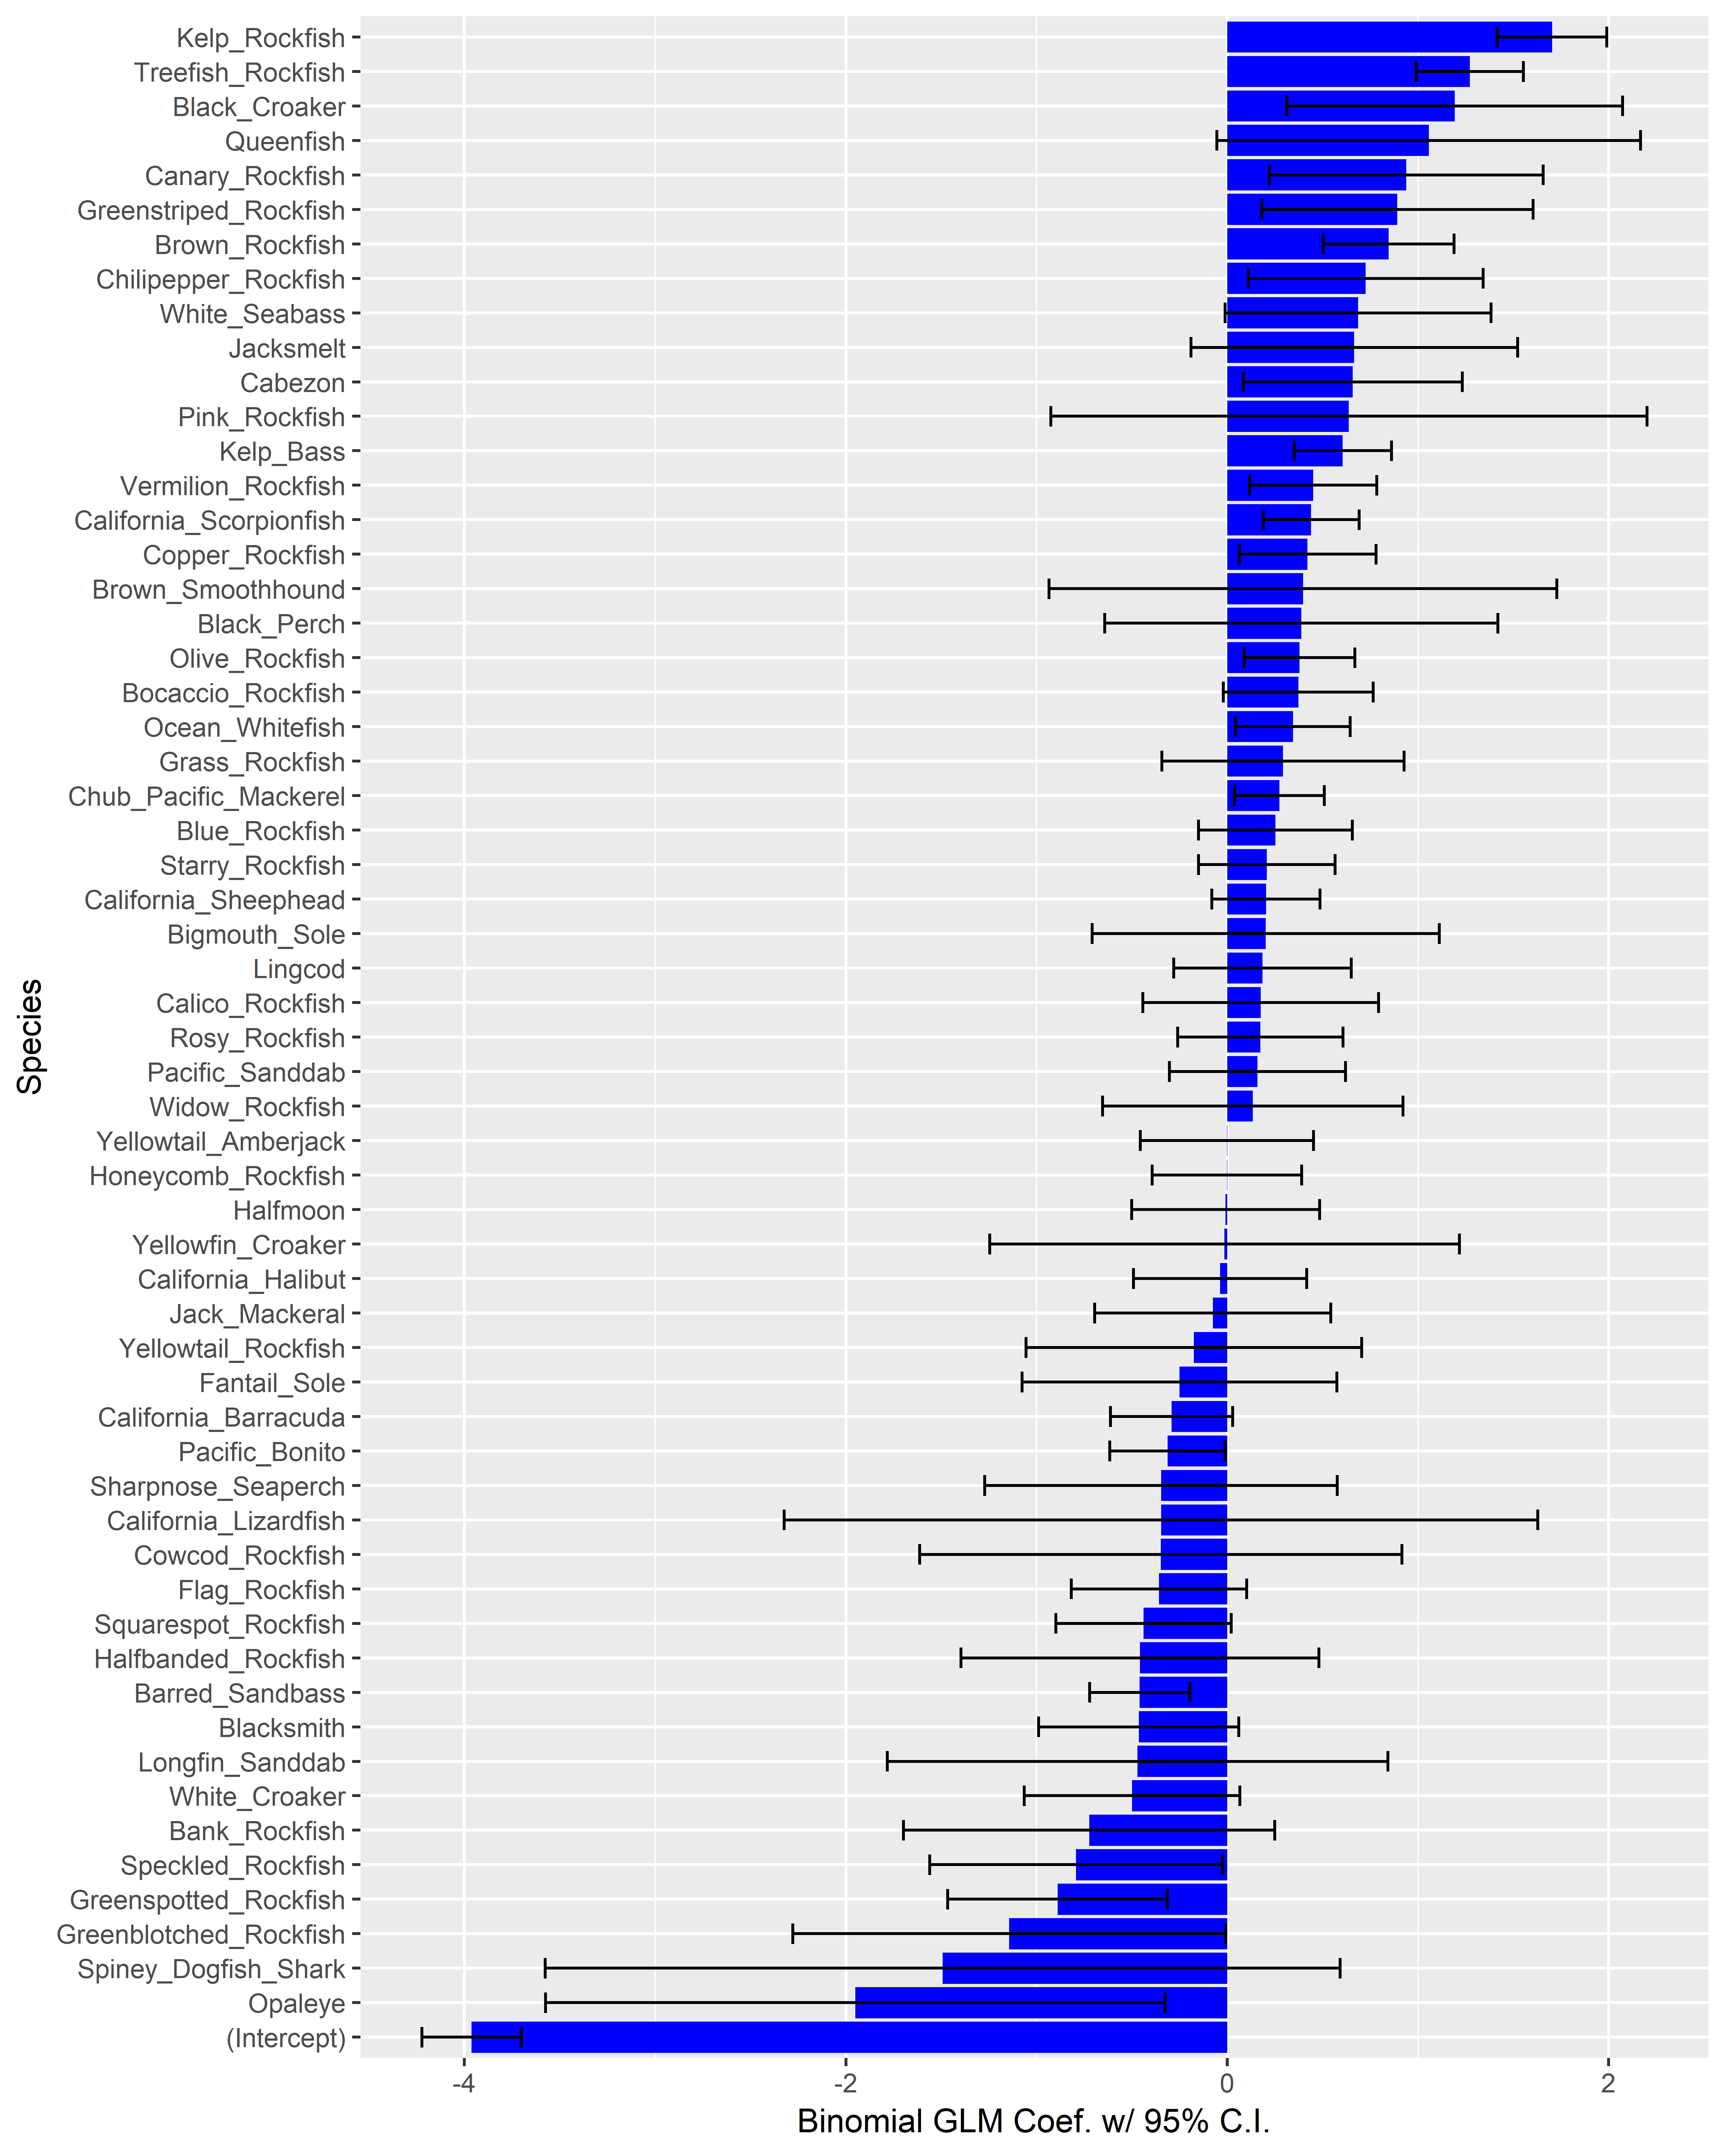 Kelp_Rockfish
Treefish_Rockfish
Black_Croaker
Queenfish
Canary_Rockfish
Greenstriped_Rockfish
Brown_Rockfish
Chilipepper_Rockfish
White_Seabass
Jacksmelt
Cabezon
Pink_Rockfish
Kelp_Bass
Vermilion_Rockfish
California_Scorpionfish
Copper_Rockfish
Brown_Smoothhound
Black_Perch
Olive_Rockfish
Bocaccio_Rockfish
Ocean_Whitefish
Grass_Rockfish
Chub_Pacific_Mackerel
Blue_Rockfish
Starry_Rockfish
California_Sheephead
Bigmouth_Sole
Lingcod
Calico_Rockfish
Rosy_Rockfish
Pacific_Sanddab
Widow_Rockfish
Yellowtail_Amberjack
Honeycomb_Rockfish
Halfmoon
Yellowfin_Croaker
California_Halibut
Jack_Mackeral
Yellowtail_Rockfish
Fantail_Sole
California_Barracuda
Pacific_Bonito
Sharpnose_Seaperch
California_Lizardfish
Cowcod_Rockfish
Flag_Rockfish
Squarespot_Rockfish
Halfbanded_Rockfish
Barred_Sandbass
Blacksmith
Longfin_Sanddab
White_Croaker
Bank_Rockfish
Speckled_Rockfish
Greenspotted_Rockfish
Greenblotched_Rockfish
Spiney_Dogfish_Shark
Opaleye
(Intercept)
Species
-4 -2 0 2
Binomial GLM Coef. w/ 95% C.I.